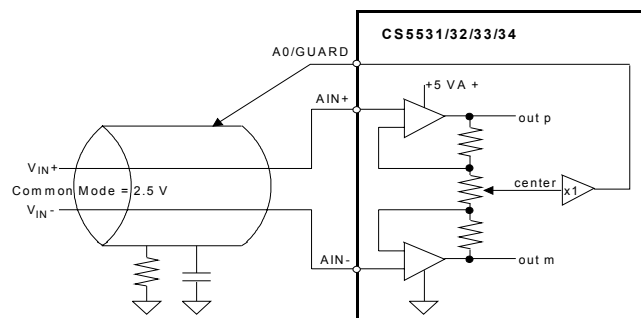 CS5531/32/33/34
A0/GUARD
+5 VA +
AIN+
out p
VIN+
center
x1
Common Mode = 2.5 V
VIN-
AIN-
out m